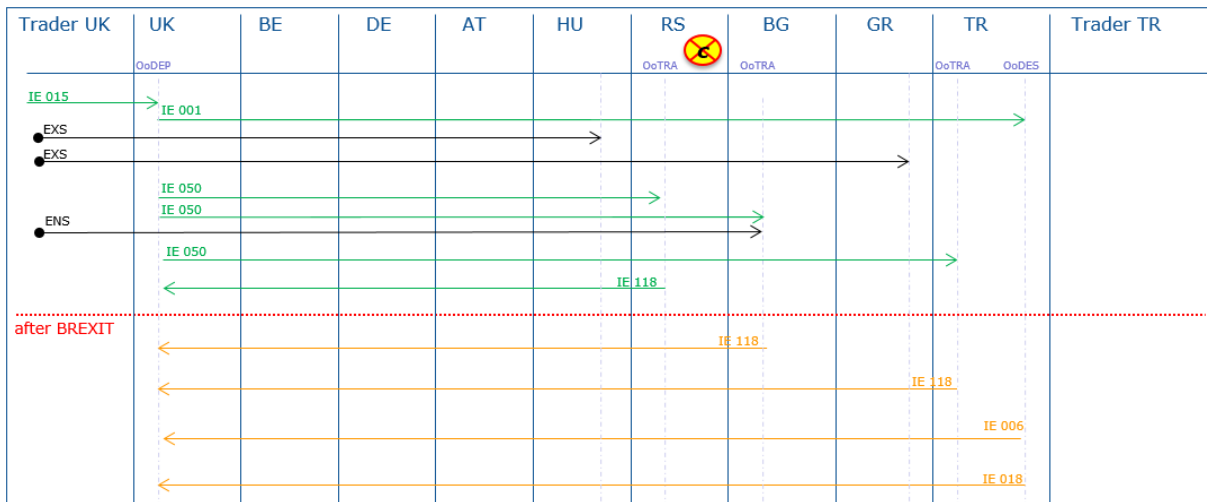 Trader UK UK BE DE AT HU RS BG GR TR Trader TR
C
OoDEP OoTRA OoTRA OoTRA OoDES
IE 015
IE 001
EXS
EXS
IE 050
IE 050
ENS
IE 050
IE 118
after BREXIT
IE 118
IE 118
IE 006
IE 018